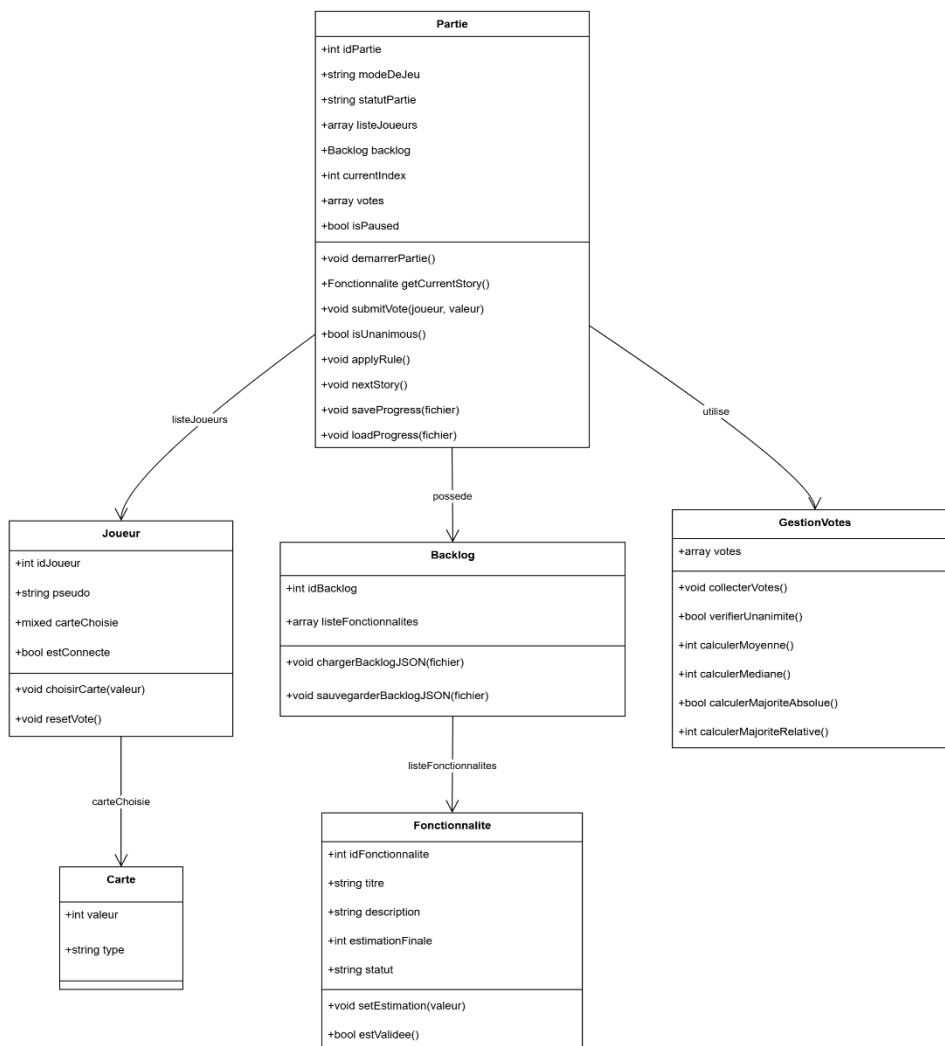 Partie
+int idPartie
+string modeDeJeu
+string statutPartie
+array listeJoueurs
+Backlog backlog
+int currentIndex
+array votes
+bool isPaused
+void demarrerPartie()
+Fonctionnalite getCurrentStory()
+void submitVote(joueur, valeur)
+bool isUnanimous()
+void applyRule()
+void nextStory()
+void saveProgress(fichier)
+void loadProgress(fichier)
listeJoueurs
possede
utilise
Joueur
+int idJoueur
+string pseudo
+mixed carteChoisie
+bool estConnecte
+void choisirCarte(valeur)
+void resetVote()
Backlog
+int idBacklog
+array listeFonctionnalites
+void chargerBacklogJSON(fichier)
+void sauvegarderBacklogJSON(fichier)
GestionVotes
+array votes
+void collecterVotes()
+bool verifierUnanimite()
+int calculerMoyenne()
+int calculerMediane()
+bool calculerMajoriteAbsolue()
+int calculerMajoriteRelative()
carteChoisie
listeFonctionnalites
Carte
+int valeur
+string type
Fonctionnalite
+int idFonctionnalite
+string titre
+string description
+int estimationFinale
+string statut
+void setEstimation(valeur)
+bool estValidee()